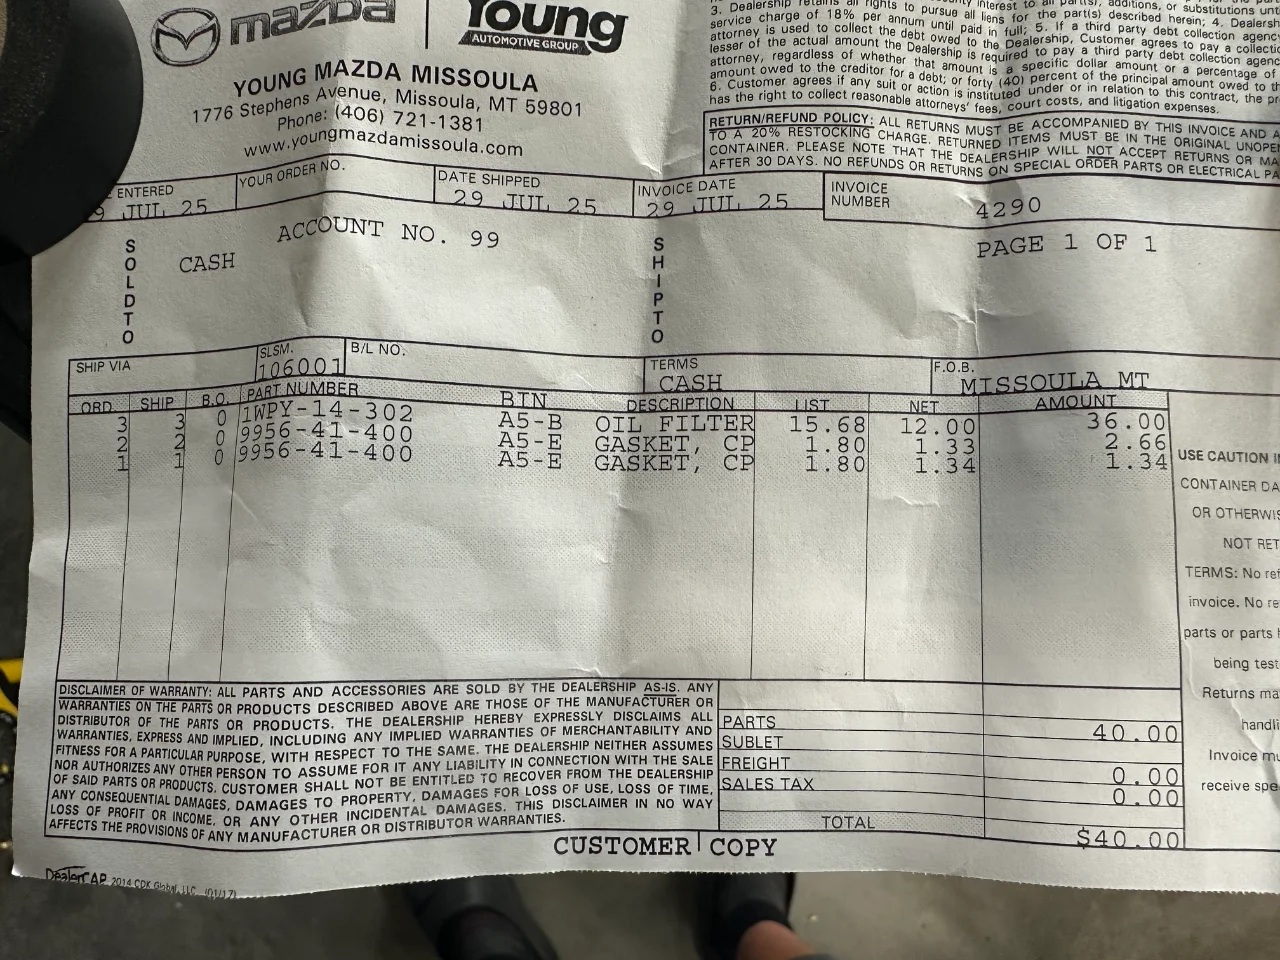 mazda
Young
AUTOMOTIVE GROUP
YOUNG MAZDA MISSOULA
1776 Stephens Avenue, Missoula, MT 59801
Phone: (406) 721-1381
www.youngmazdamissoula.com
3. Dealership retains all rights to pursue all liens for the part(s) described herein; 4.
service charge of 18% per annum until paid in full; 5. If a third party debt collection
attorney is used to collect the debt owed to the Dealership, Customer agrees to pay a
lesser of the actual amount the Dealership is required to pay a third party debt collection
attorney, regardless of whether that amount is a specific dollar amount or a percentage of
amount owed to the creditor for a debt; or forty (40) percent of the principal amount owed to
6. Customer agrees if any suit or action is instituted under or in relation to this contract, the
has the right to collect reasonable attorneys' fees, court costs, and litigation expenses.
RETURN/REFUND POLICY: ALL RETURNS MUST BE ACCOMPANIED BY THIS INVOICE AND
TO A 20% RESTOCKING CHARGE. RETURNED ITEMS MUST BE IN THE ORIGINAL
CONTAINER. PLEASE NOTE THAT THE DEALERSHIP WILL NOT ACCEPT RETURNS OR
AFTER 30 DAYS. NO REFUNDS OR RETURNS ON SPECIAL ORDER PARTS OR ELECTRICAL
ENTERED YOUR ORDER NO. DATE SHIPPED INVOICE DATE INVOICE NUMBER
9 JUL 25 29 JUL 25 29 JUL 25 4290
ACCOUNT NO. 99 PAGE 1 OF 1
SOLD TO CASH SHIP TO
SHIP VIA SLSM. B/L NO. TERMS F.O.B.
106001 CASH MISSOULA MT
ORD SHIP B.O. PART NUMBER BIN DESCRIPTION LIST NET AMOUNT
3 3 0 1WPY-14-302 A5-B OIL FILTER 15.68 12.00 36.00
2 2 0 9956-41-400 A5-E GASKET, CP 1.80 1.33 2.66
1 1 0 9956-41-400 A5-E GASKET, CP 1.80 1.34 1.34
USE CAUTION
CONTAINER
OR
NOT
TERMS: No
invoice. No
parts or parts
being
Returns
Invoice
receive
DISCLAIMER OF WARRANTY: ALL PARTS AND ACCESSORIES ARE SOLD BY THE DEALERSHIP AS-IS. ANY
WARRANTIES ON THE PARTS OR PRODUCTS DESCRIBED ABOVE ARE THOSE OF THE MANUFACTURER OR
DISTRIBUTOR OF THE PARTS OR PRODUCTS. THE DEALERSHIP HEREBY EXPRESSLY DISCLAIMS ALL
WARRANTIES, EXPRESS AND IMPLIED, INCLUDING ANY IMPLIED WARRANTIES OF MERCHANTABILITY AND
FITNESS FOR A PARTICULAR PURPOSE, WITH RESPECT TO THE SAME. THE DEALERSHIP NEITHER ASSUMES
NOR AUTHORIZES ANY OTHER PERSON TO ASSUME FOR IT ANY LIABILITY IN CONNECTION WITH THE SALE
OF SAID PARTS OR PRODUCTS. CUSTOMER SHALL NOT BE ENTITLED TO RECOVER FROM THE DEALERSHIP
ANY CONSEQUENTIAL DAMAGES, DAMAGES TO PROPERTY, DAMAGES FOR LOSS OF USE, LOSS OF TIME,
LOSS OF PROFIT OR INCOME, OR ANY OTHER INCIDENTAL DAMAGES. THIS DISCLAIMER IN NO WAY
AFFECTS THE PROVISIONS OF ANY MANUFACTURER OR DISTRIBUTOR WARRANTIES.
PARTS 40.00
SUBLET
FREIGHT 0.00
SALES TAX 0.00
TOTAL $40.00
CUSTOMER COPY
DealerCAP 2014 CDK Global, LLC (01/17)